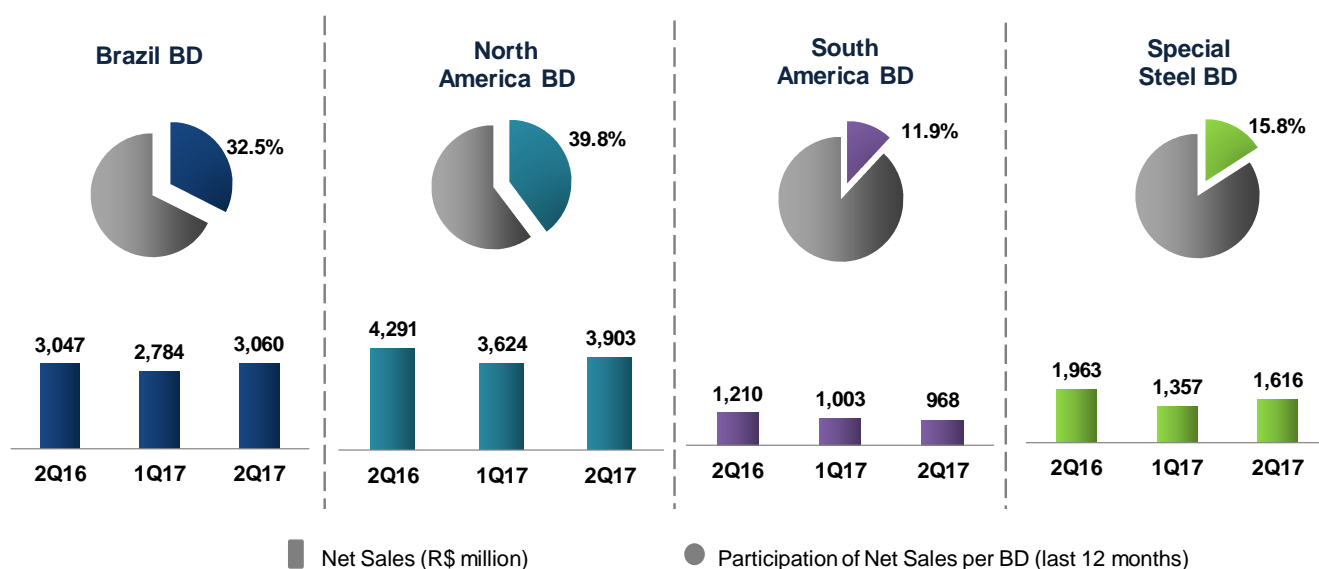 Brazil BD
32.5%
3,047
2,784
3,060
2Q16
1Q17
2Q17
North
America BD
39.8%
4,291
3,624
3,903
2Q16
1Q17
2Q17
South
America BD
11.9%
1,210
1,003
968
2Q16
1Q17
2Q17
Special
Steel BD
15.8%
1,963
1,357
1,616
2Q16
1Q17
2Q17
Net Sales (R$ million)
Participation of Net Sales per BD (last 12 months)